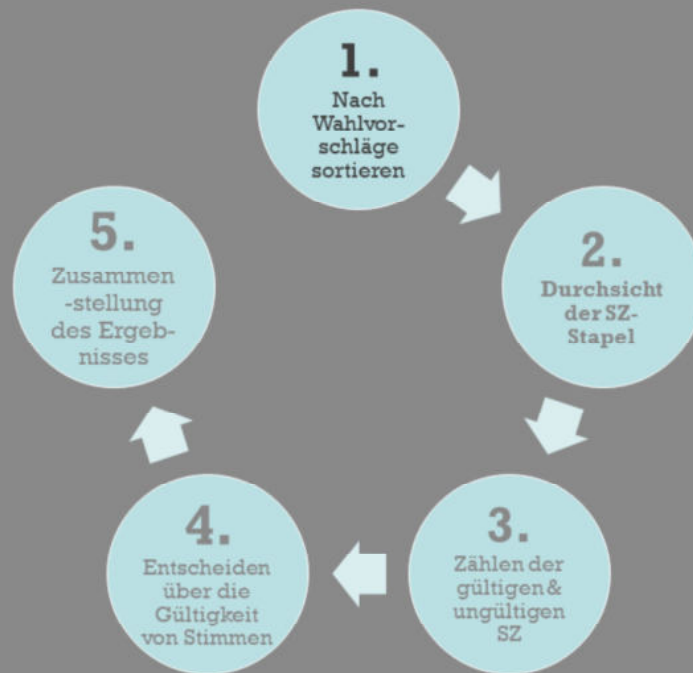 1.
Nach
Wahlvor-
schläge
sortieren
2.
Durchsicht
der SZ-
Stapel
3.
Zählen der
gültigen &
ungültigen
SZ
4.
Entscheiden
über die
Gültigkeit
von Stimmen
5.
Zusammen
-stellung
des Ergeb-
nisses